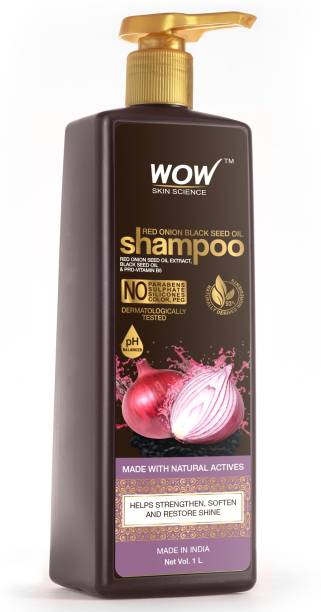 WOW™
SKIN SCIENCE
RED ONION BLACK SEED OIL
shampoo
RED ONION SEED OIL EXTRACT,
BLACK SEED OIL
& PRO-VITAMIN B5
NO PARABENS
SULPHATE
SILICONES
COLOR, PEG
DERMATOLOGICALLY
TESTED
pH
BALANCED
MADE WITH NATURAL ACTIVES
HELPS STRENGTHEN, SOFTEN
AND RESTORE SHINE
MADE IN INDIA
Net Vol. 1 L